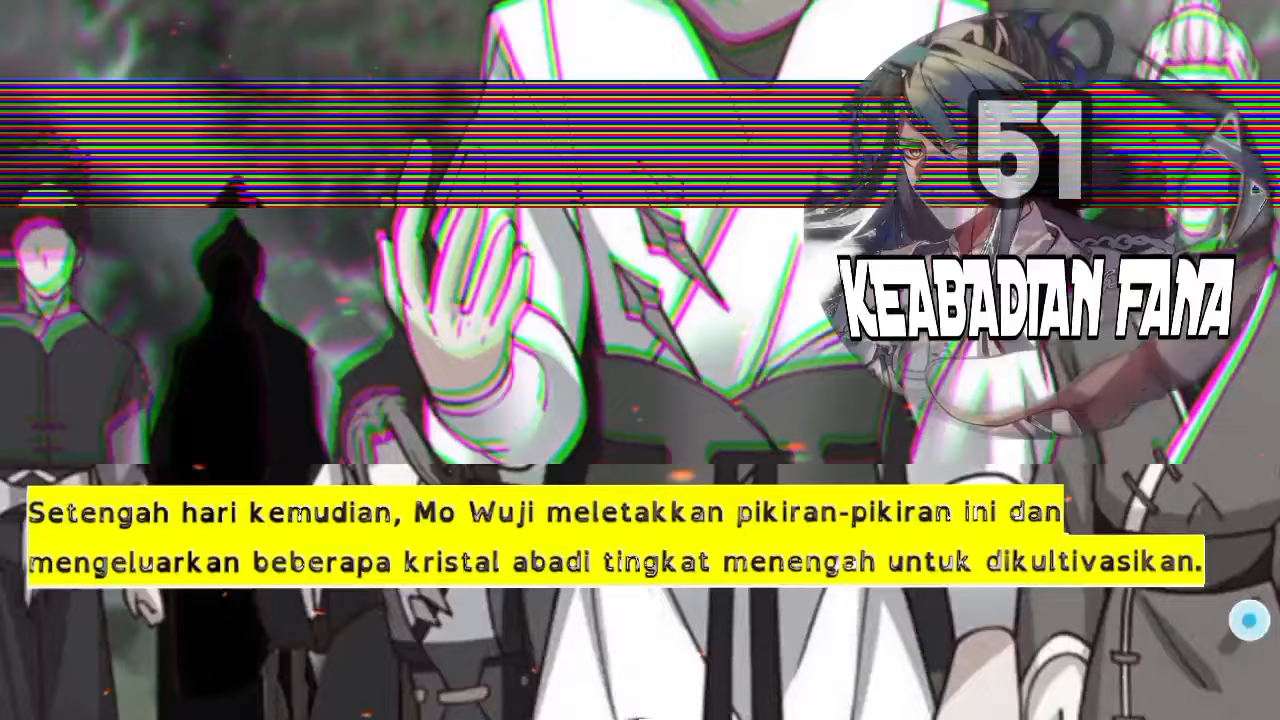 51
KEABADIAN FANA
Setengah hari kemudian, Mo Wuji meletakkan pikiran-pikiran ini dan
mengeluarkan beberapa kristal abadi tingkat menengah untuk dikultivasikan.